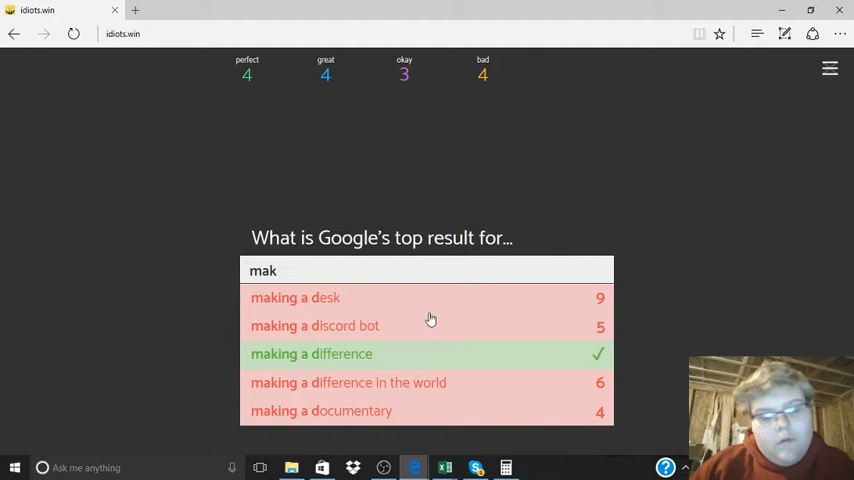 idiots.win
idiots.win
perfect great okay bad
4 4 3 4
What is Google's top result for...
mak
making a desk 9
making a discord bot 5
making a difference ✓
making a difference in the world 6
making a documentary 4
Ask me anything